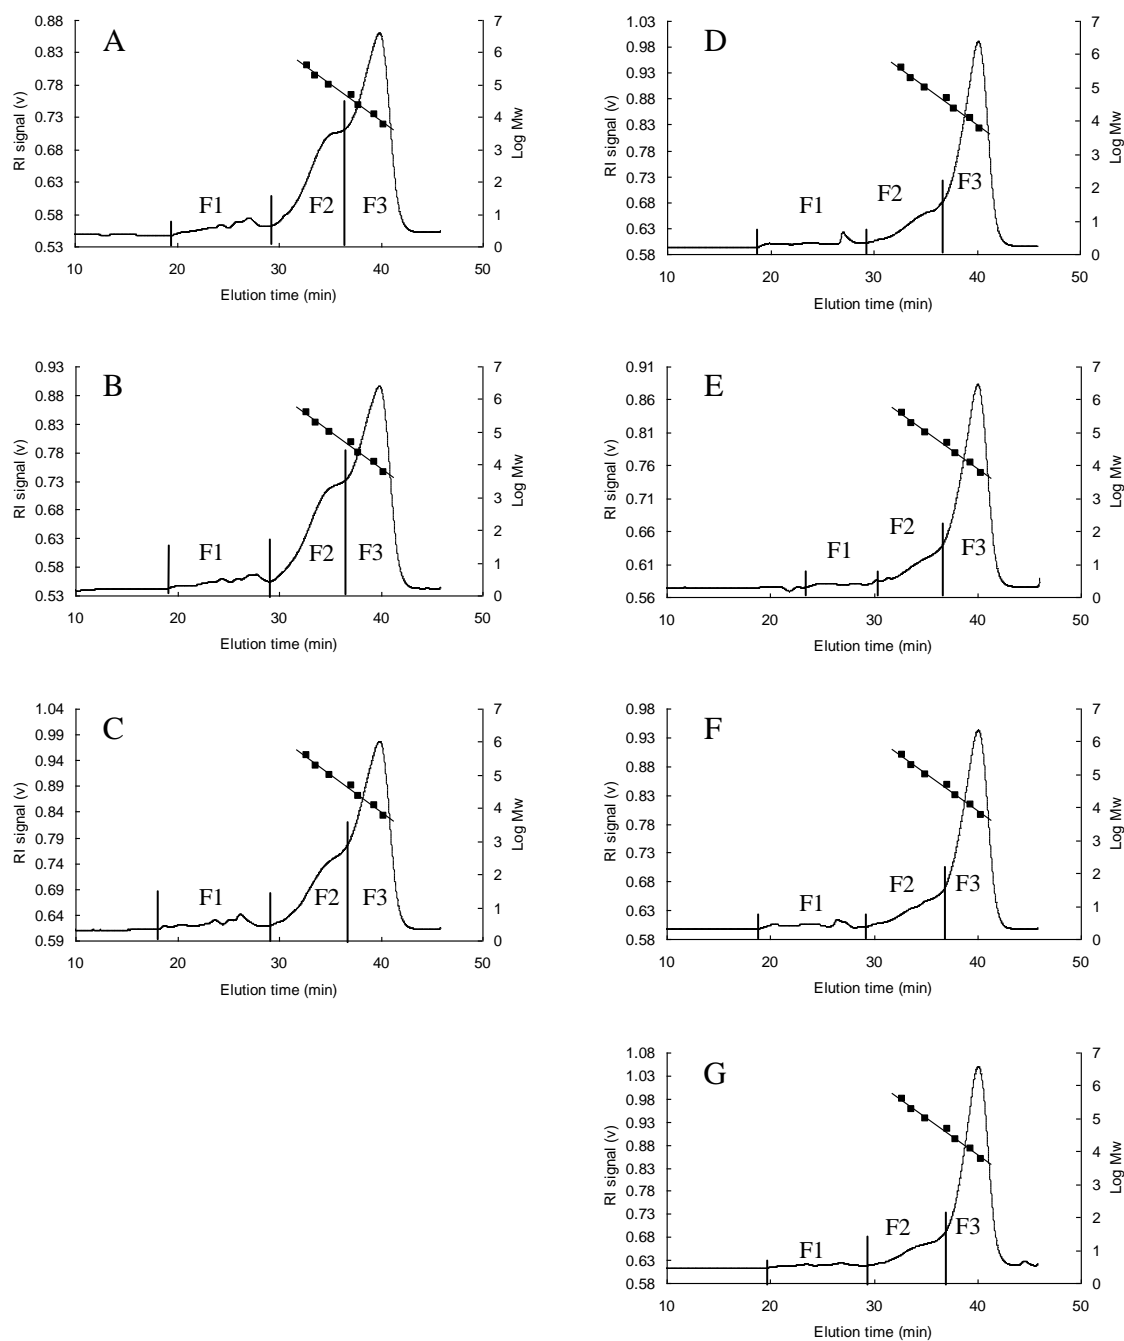 A
RI signal (v)
0.88
0.83
0.78
0.73
0.68
0.63
0.58
0.53
F1
F2
F3
7
6
5
4
3
2
1
0
Log Mw
10 20 30 40 50
Elution time (min)
D
RI signal (v)
1.03
0.98
0.93
0.88
0.83
0.78
0.73
0.68
0.63
0.58
F1
F2
F3
7
6
5
4
3
2
1
0
Log Mw
10 20 30 40 50
Elution time (min)
B
RI signal (v)
0.93
0.88
0.83
0.78
0.73
0.68
0.63
0.58
0.53
F1
F2
F3
7
6
5
4
3
2
1
0
Log Mw
10 20 30 40 50
Elution time (min)
E
RI signal (v)
0.91
0.86
0.81
0.76
0.71
0.66
0.61
0.56
F1
F2
F3
7
6
5
4
3
2
1
0
Log Mw
10 20 30 40 50
Elution time (min)
C
RI signal (v)
1.04
0.99
0.94
0.89
0.84
0.79
0.74
0.69
0.64
0.59
F1
F2
F3
7
6
5
4
3
2
1
0
Log Mw
10 20 30 40 50
Elution time (min)
F
RI signal (v)
0.98
0.93
0.88
0.83
0.78
0.73
0.68
0.63
0.58
F1
F2
F3
7
6
5
4
3
2
1
0
Log Mw
10 20 30 40 50
Elution time (min)
G
RI signal (v)
1.08
1.03
0.98
0.93
0.88
0.83
0.78
0.73
0.68
0.63
0.58
F1
F2
F3
7
6
5
4
3
2
1
0
Log Mw
10 20 30 40 50
Elution time (min)